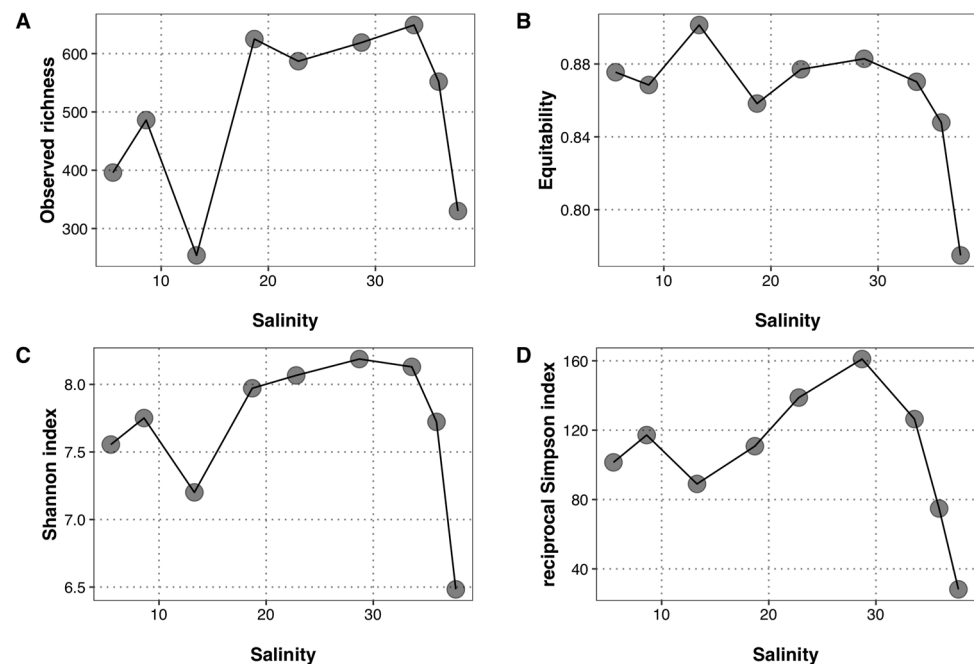 A
Observed richness
600
500
400
300
10
20
30
Salinity
B
Equitability
0.88
0.84
0.80
10
20
30
Salinity
C
Shannon index
8.0
7.5
7.0
6.5
10
20
30
Salinity
D
reciprocal Simpson index
160
120
80
40
10
20
30
Salinity